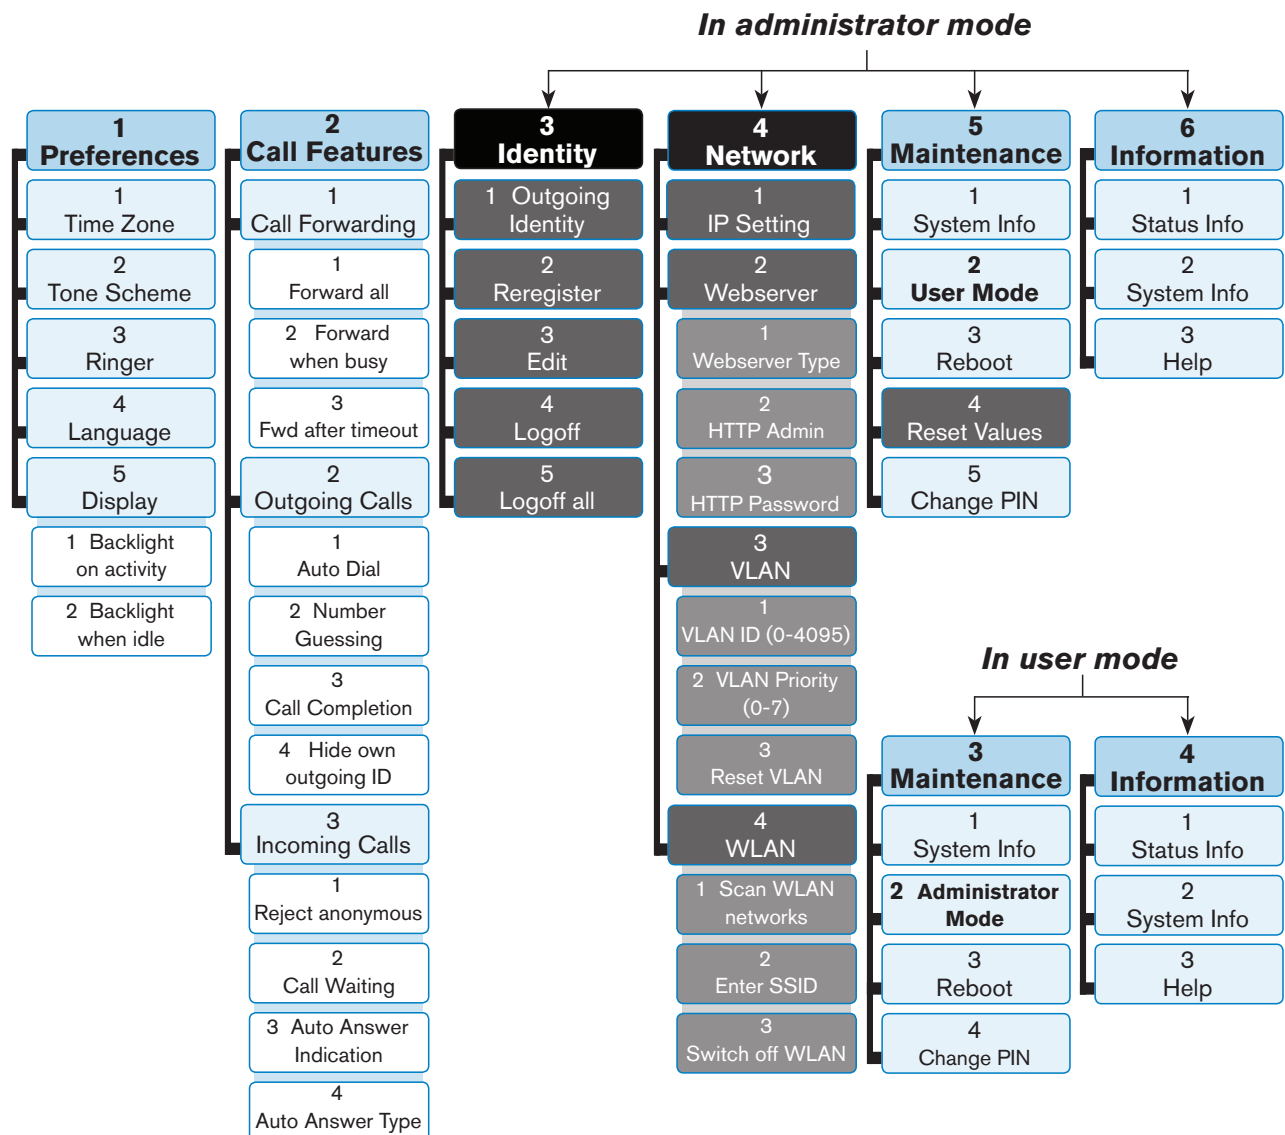 In administrator mode
1
Preferences
1
Time Zone
2
Tone Scheme
3
Ringer
4
Language
5
Display
1 Backlight
on activity
2 Backlight
when idle
2
Call Features
1
Call Forwarding
1
Forward all
2 Forward
when busy
3
Fwd after timeout
2
Outgoing Calls
1
Auto Dial
2 Number
Guessing
3
Call Completion
4 Hide own
outgoing ID
3
Incoming Calls
1
Reject anonymous
2
Call Waiting
3 Auto Answer
Indication
4
Auto Answer Type
3
Identity
1 Outgoing
Identity
2
Reregister
3
Edit
4
Logoff
5
Logoff all
4
Network
1
IP Setting
2
Webserver
1
Webserver Type
2
HTTP Admin
3
HTTP Password
3
VLAN
1
VLAN ID (0-4095)
2 VLAN Priority
(0-7)
3
Reset VLAN
4
WLAN
1 Scan WLAN
networks
2
Enter SSID
3
Switch off WLAN
5
Maintenance
1
System Info
2
User Mode
3
Reboot
4
Reset Values
5
Change PIN
6
Information
1
Status Info
2
System Info
3
Help
In user mode
3
Maintenance
1
System Info
2 Administrator
Mode
3
Reboot
4
Change PIN
4
Information
1
Status Info
2
System Info
3
Help